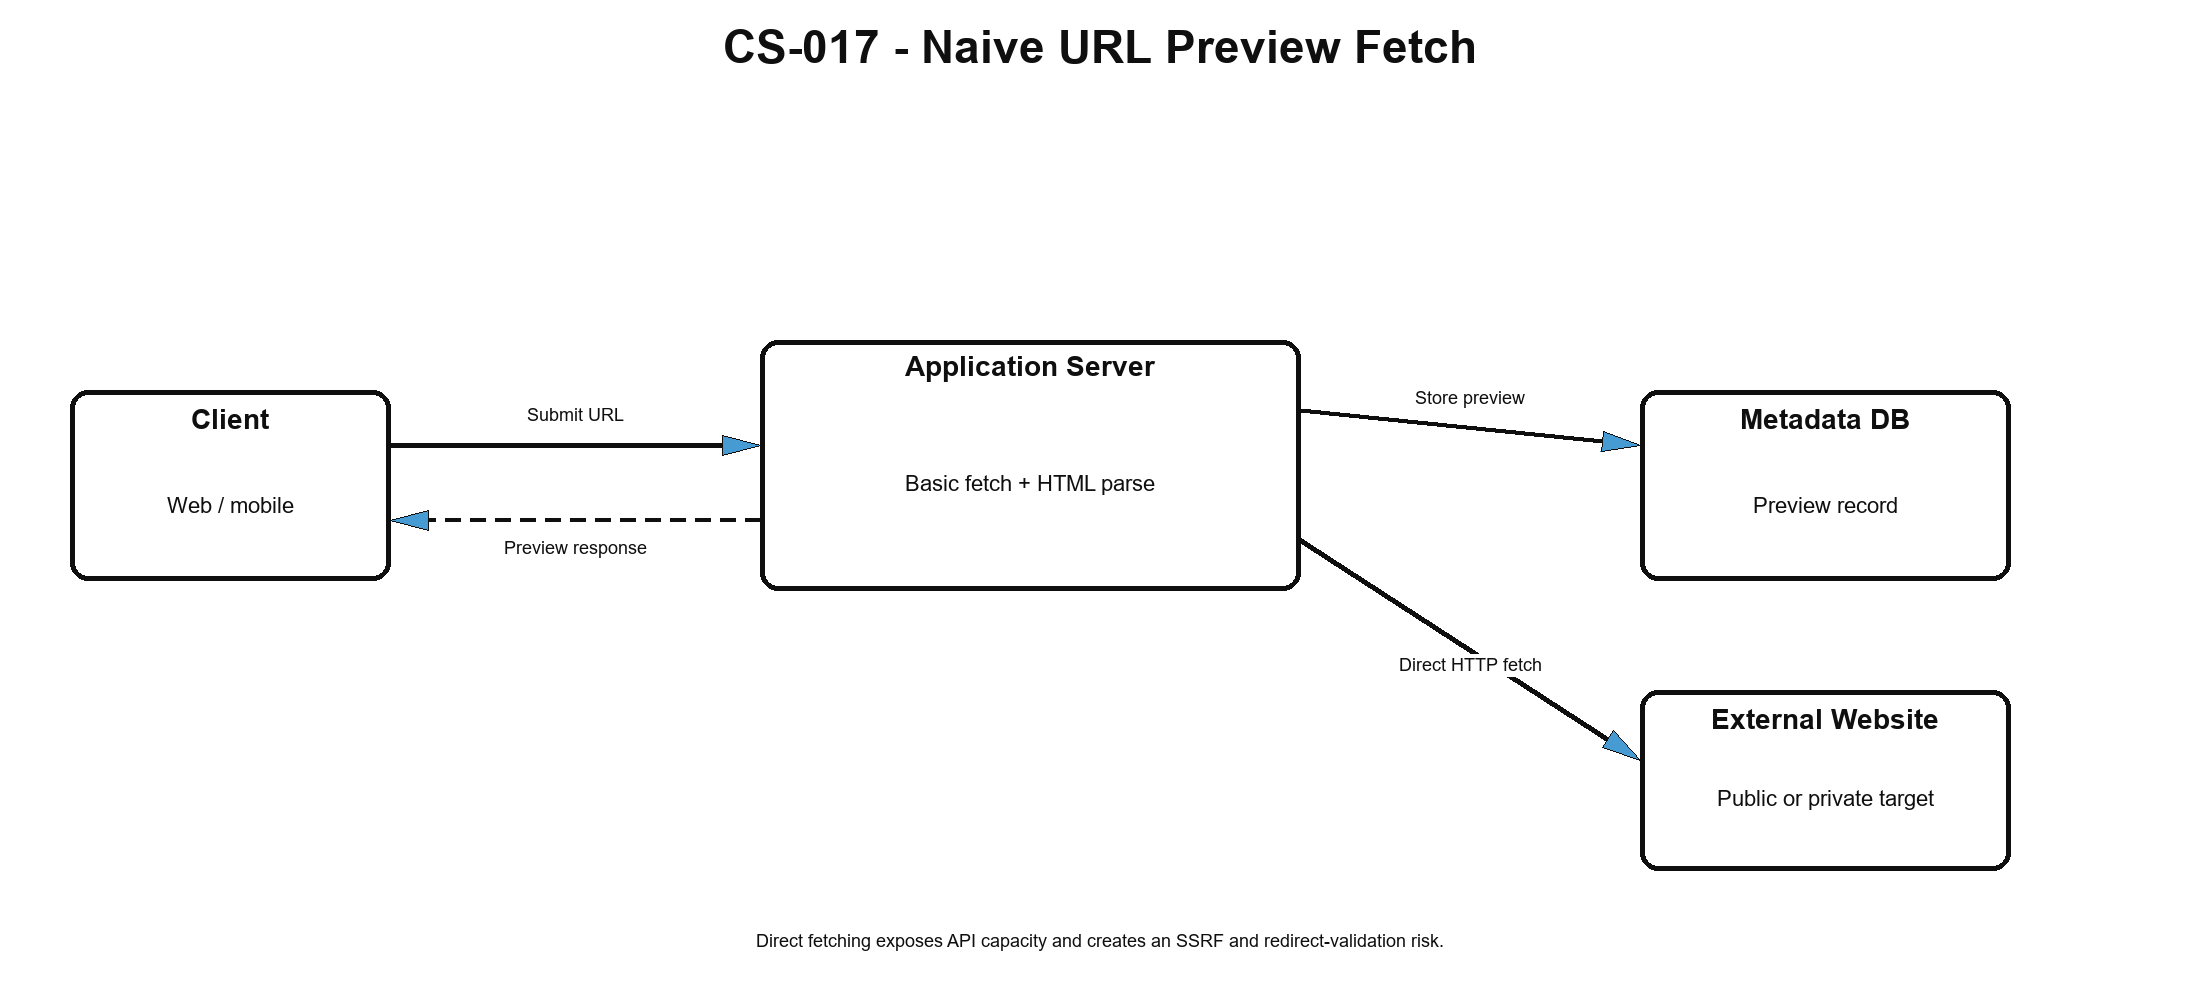 CS-017 - Naive URL Preview Fetch
Client
Web / mobile
Submit URL
Preview response
Application Server
Basic fetch + HTML parse
Store preview
Direct HTTP fetch
Metadata DB
Preview record
External Website
Public or private target
Direct fetching exposes API capacity and creates an SSRF and redirect-validation risk.